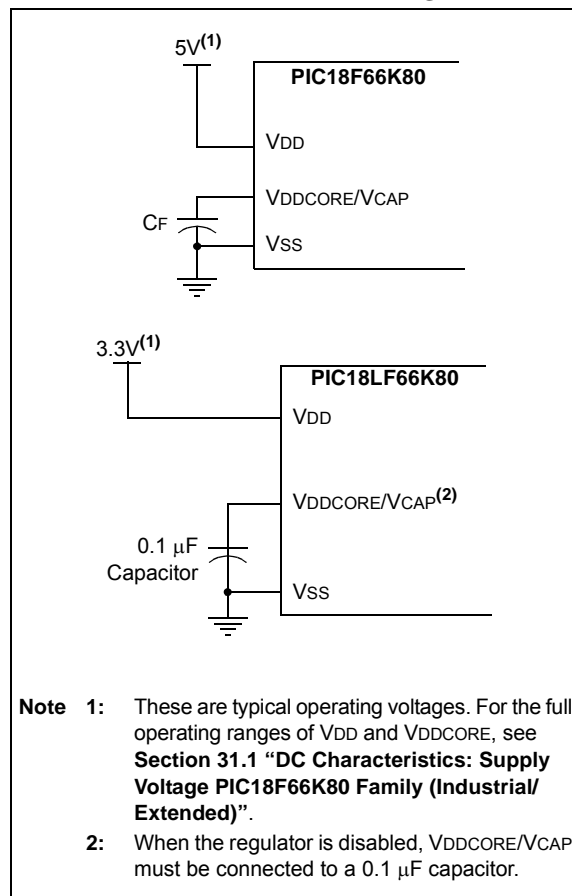 5V(1)
PIC18F66K80
VDD
VDDCORE/VCAP
CF
VSS
3.3V(1)
PIC18LF66K80
VDD
VDDCORE/VCAP(2)
0.1 μF
Capacitor
VSS
Note 1: These are typical operating voltages. For the full
operating ranges of VDD and VDDCORE, see
Section 31.1 “DC Characteristics: Supply
Voltage PIC18F66K80 Family (Industrial/
Extended)”.
2: When the regulator is disabled, VDDCORE/VCAP
must be connected to a 0.1 μF capacitor.